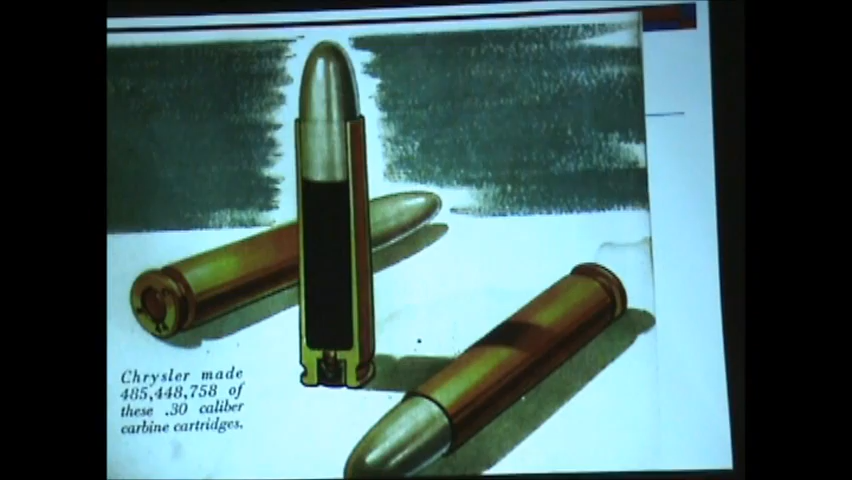 Chrysler made
485,448,758 of
these .30 caliber
carbine cartridges.